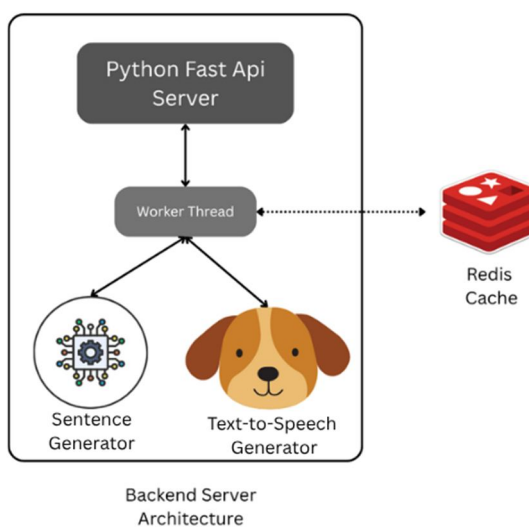 Python Fast Api
Server
Worker Thread
Redis
Cache
Sentence
Generator
Text-to-Speech
Generator
Backend Server
Architecture